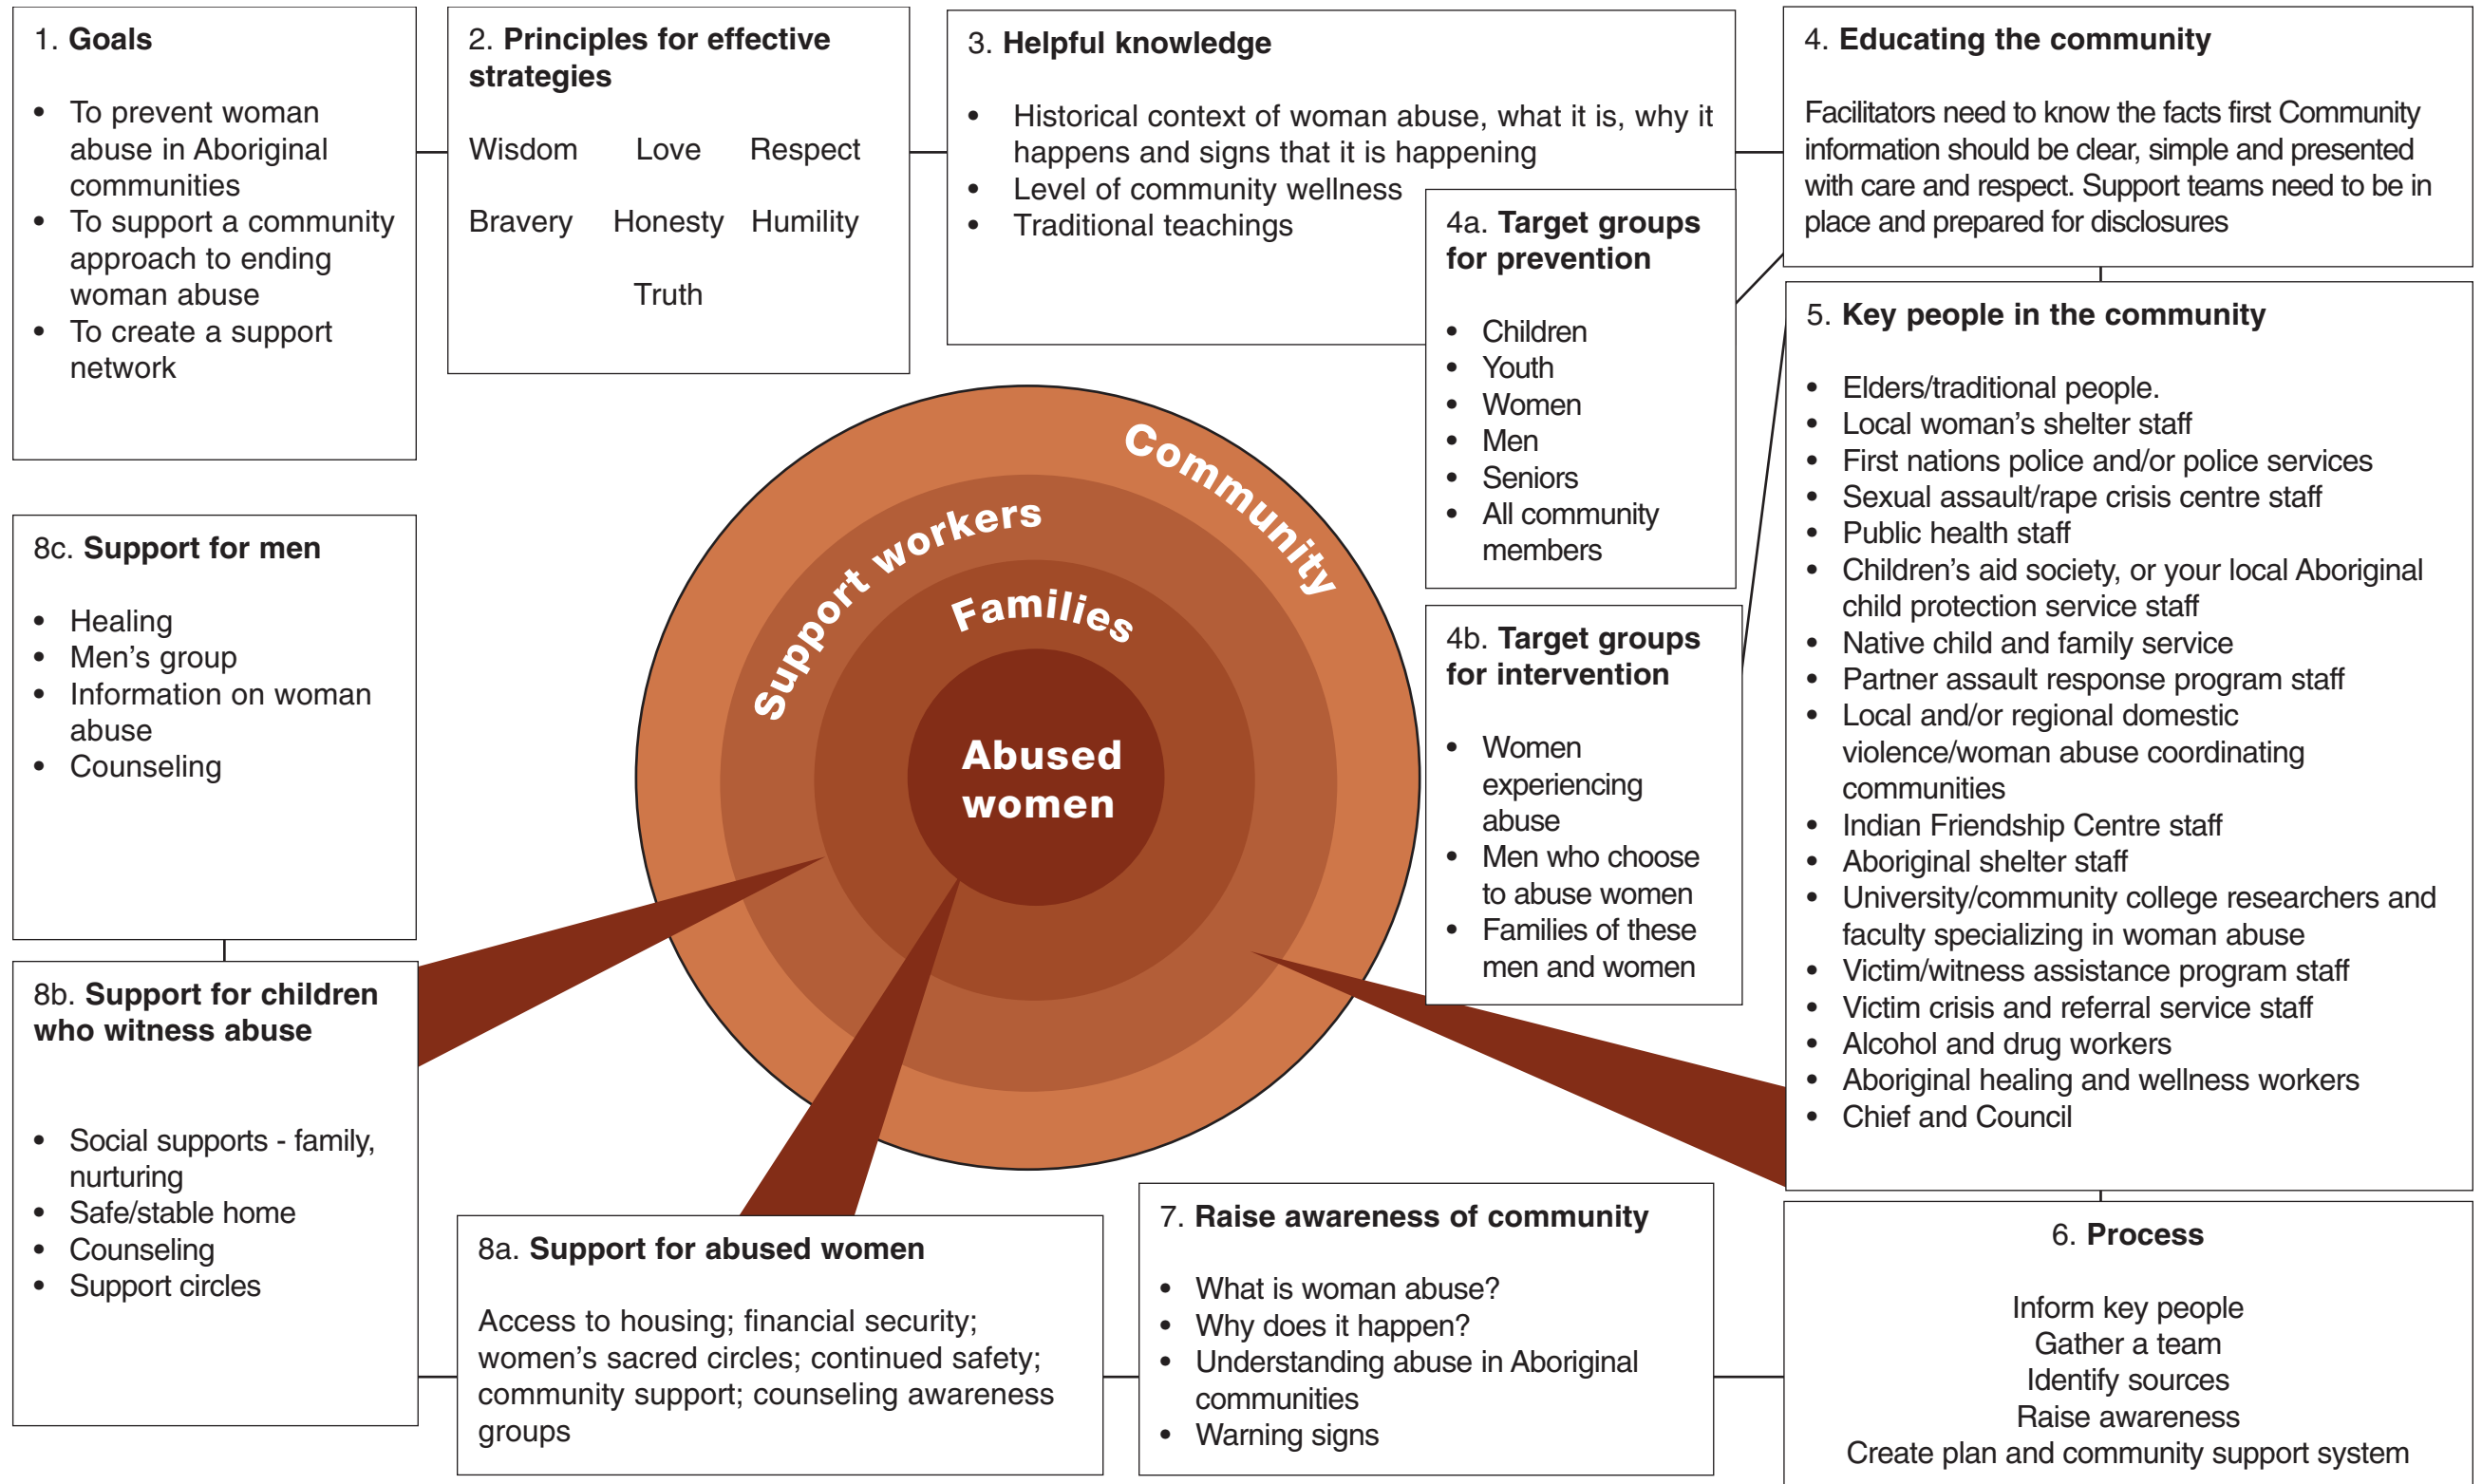 1. Goals
• To prevent woman
abuse in Aboriginal
communities
• To support a community
approach to ending
woman abuse
• To create a support
network
2. Principles for effective
strategies
Wisdom Love Respect
Bravery Honesty Humility
Truth
3. Helpful knowledge
• Historical context of woman abuse, what it is, why it
happens and signs that it is happening
• Level of community wellness
• Traditional teachings
4. Educating the community
Facilitators need to know the facts first Community
information should be clear, simple and presented
with care and respect. Support teams need to be in
place and prepared for disclosures
4a. Target groups
for prevention
• Children
• Youth
• Women
• Men
• Seniors
• All community
members
4b. Target groups
for intervention
• Women
experiencing
abuse
• Men who choose
to abuse women
• Families of these
men and women
5. Key people in the community
• Elders/traditional people.
• Local woman's shelter staff
• First nations police and/or police services
• Sexual assault/rape crisis centre staff
• Public health staff
• Children's aid society, or your local Aboriginal
child protection service staff
• Native child and family service
• Partner assault response program staff
• Local and/or regional domestic
violence/woman abuse coordinating
communities
• Indian Friendship Centre staff
• Aboriginal shelter staff
• University/community college researchers and
faculty specializing in woman abuse
• Victim/witness assistance program staff
• Victim crisis and referral service staff
• Alcohol and drug workers
• Aboriginal healing and wellness workers
• Chief and Council
6. Process
Inform key people
Gather a team
Identify sources
Raise awareness
Create plan and community support system
7. Raise awareness of community
• What is woman abuse?
• Why does it happen?
• Understanding abuse in Aboriginal
communities
• Warning signs
8a. Support for abused women
Access to housing; financial security;
women's sacred circles; continued safety;
community support; counseling awareness
groups
8b. Support for children
who witness abuse
• Social supports - family,
nurturing
• Safe/stable home
• Counseling
• Support circles
8c. Support for men
• Healing
• Men's group
• Information on woman
abuse
• Counseling
Community
Support workers
Families
Abused
women